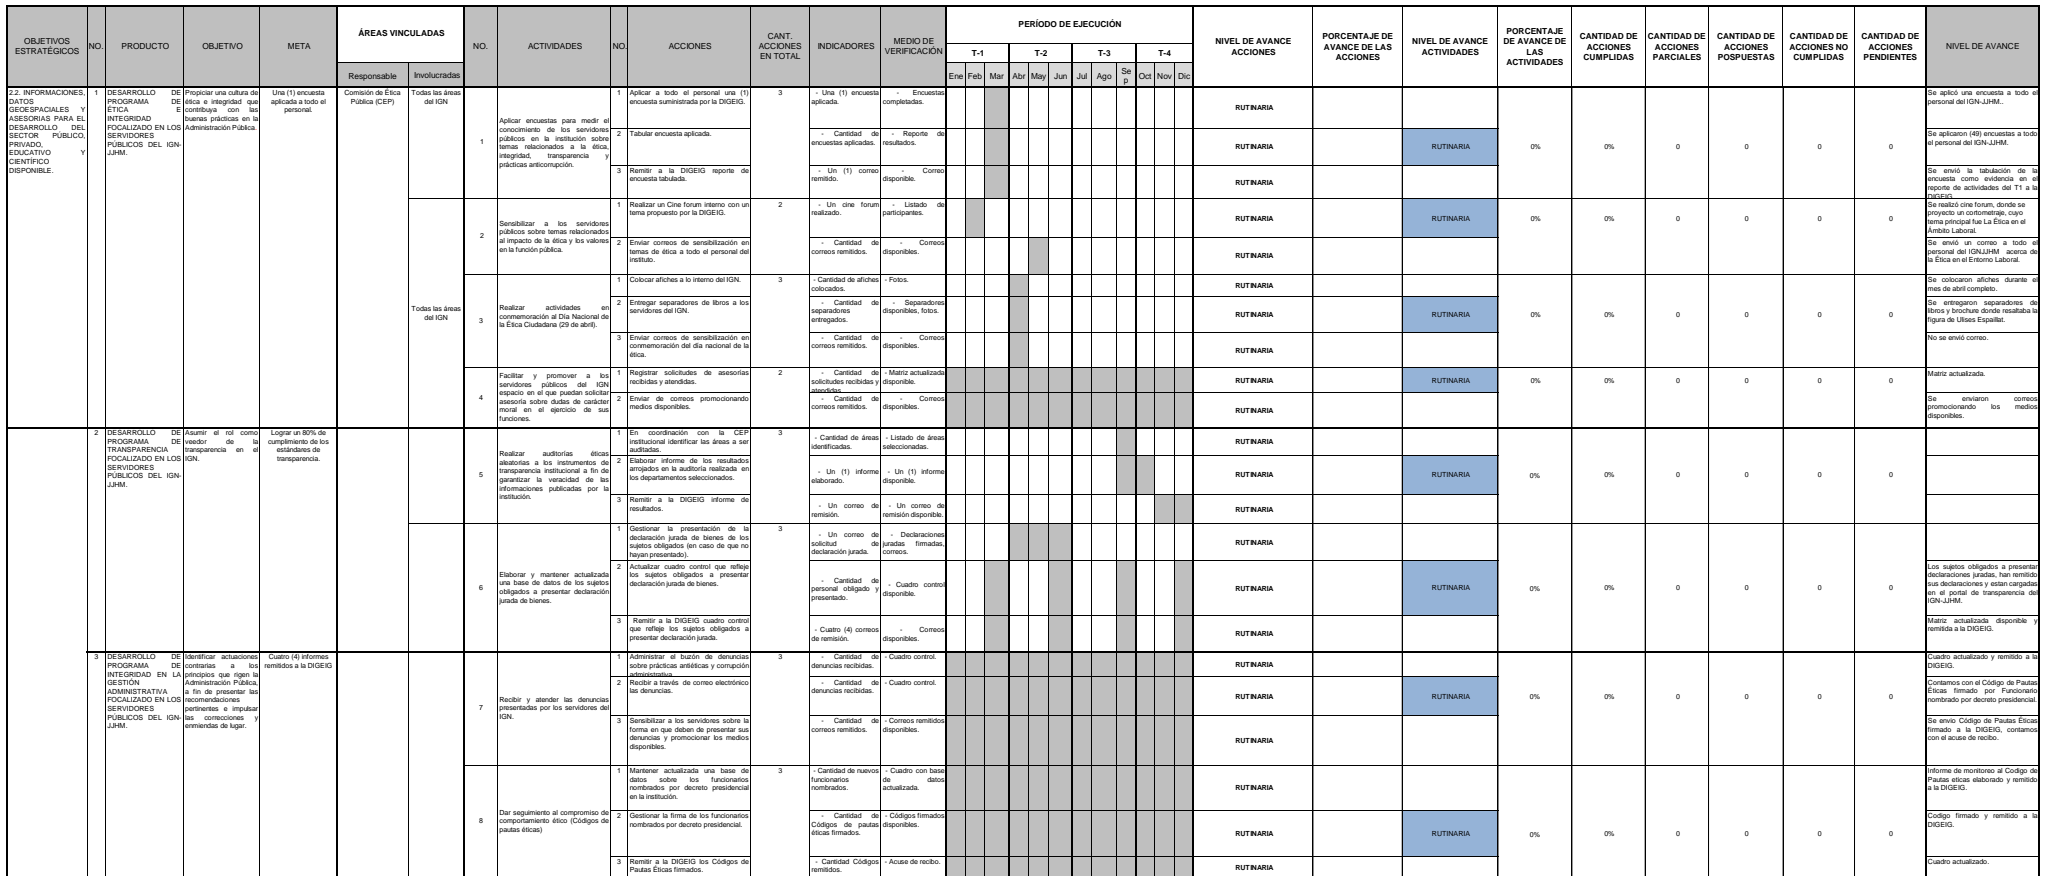 OBJETIVOS
ESTRATÉGICOS
NO.
PRODUCTO
OBJETIVO
META
ÁREAS VINCULADAS
Responsable
Involucradas
NO.
ACTIVIDADES
NO.
ACCIONES
CANT.
ACCIONES
EN TOTAL
INDICADORES
MEDIO DE
VERIFICACIÓN
PERÍODO DE EJECUCIÓN
T-1
T-2
T-3
T-4
Ene
Feb
Mar
Abr
May
Jun
Jul
Ago
Se
p
Oct
Nov
Dic
NIVEL DE AVANCE
ACCIONES
PORCENTAJE DE
AVANCE DE LAS
ACCIONES
NIVEL DE AVANCE
ACTIVIDADES
PORCENTAJE
DE AVANCE DE
LAS
ACTIVIDADES
CANTIDAD DE
ACCIONES
CUMPLIDAS
CANTIDAD DE
ACCIONES
PARCIALES
CANTIDAD DE
ACCIONES
POSPUESTAS
CANTIDAD DE
ACCIONES NO
CUMPLIDAS
CANTIDAD DE
ACCIONES
PENDIENTES
NIVEL DE AVANCE
2.2. INFORMACIONES,
DATOS
GEOESPACIALES Y
ASESORIAS PARA EL
DESARROLLO DEL
SECTOR PÚBLICO,
PRIVADO,
EDUCATIVO Y
CIENTÍFICO
DISPONIBLE.
1
DESARROLLO DE
PROGRAMA DE
ÉTICA E
INTEGRIDAD
FOCALIZADO EN LOS
SERVIDORES
PÚBLICOS DEL IGN-
JJHM.
Propiciar una cultura de
ética e integridad que
contribuya con las
buenas prácticas en la
Administración Pública.
Una (1) encuesta
aplicada a todo el
personal.
Comisión de Ética
Pública (CEP)
Todas las áreas
del IGN
1
Aplicar encuestas para medir el
conocimiento de los servidores
públicos en la institución sobre
temas relacionados a la ética,
integridad, transparencia y
prácticas anticorrupción.
1
Aplicar a todo el personal una (1)
encuesta suministrada por la DIGEIG.
3
- Una (1) encuesta
aplicada.
- Encuestas
completadas.
RUTINARIA
Se aplicó una encuesta a todo el
personal del IGN-JJHM..
2
Tabular encuesta aplicada.
- Cantidad de
encuestas aplicadas.
- Reporte de
resultados.
RUTINARIA
RUTINARIA
0%
0%
0
0
0
0
Se aplicaron (49) encuestas a todo
el personal del IGN-JJHM.
3
Remitir a la DIGEIG reporte de
encuesta tabulada.
- Un (1) correo
remitido.
- Correo
disponible.
RUTINARIA
Se envió la tabulación de la
encuesta como evidencia en el
reporte de actividades del T1 a la
DIGEIG
Todas las áreas
del IGN
2
Sensibilizar a los servidores
públicos sobre temas relacionados
al impacto de la ética y los valores
en la función pública.
1
Realizar un Cine forum interno con un
tema propuesto por la DIGEIG.
2
- Un cine forum
realizado.
- Listado de
participantes.
RUTINARIA
RUTINARIA
0%
0%
0
0
0
0
Se realizó cine forum, donde se
proyecto un cortometraje, cuyo
tema principal fue La Ética en el
Ámbito Laboral.
2
Enviar correos de sensibilización en
temas de ética a todo el personal del
instituto.
- Cantidad de
correos remitidos.
- Correos
disponibles.
RUTINARIA
Se envió un correo a todo el
personal del IGNJJHM acerca de
la Ética en el Entorno Laboral.
3
Realizar actividades en
conmemoración al Día Nacional de
la Ética Ciudadana (29 de abril).
1
Colocar afiches a lo interno del IGN.
3
- Cantidad de afiches
colocados.
- Fotos.
RUTINARIA
Se colocaron afiches durante el
mes de abril completo.
2
Entregar separadores de libros a los
servidores del IGN.
- Cantidad de
separadores
entregados.
- Separadores
disponibles, fotos.
RUTINARIA
RUTINARIA
0%
0%
0
0
0
0
Se entregaron separadores de
libros y brochure donde resaltaba la
figura de Ulises Espaillat.
3
Enviar correos de sensibilización en
conmemoración del día nacional de la
ética.
- Cantidad de
correos remitidos.
- Correos
disponibles.
RUTINARIA
No se envió correo.
4
Facilitar y promover a los
servidores públicos del IGN
espacio en el que puedan solicitar
asesoría sobre dudas de carácter
moral en el ejercicio de sus
funciones.
1
Registrar solicitudes de asesorías
recibidas y atendidas.
2
- Cantidad de
solicitudes recibidas y
atendidas
- Matriz actualizada
disponible.
RUTINARIA
RUTINARIA
0%
0%
0
0
0
0
Matriz actualizada.
2
Enviar de correos promocionando
medios disponibles.
- Cantidad de
correos remitidos.
- Correos
disponibles.
RUTINARIA
Se enviaron correos
promocionando los medios
disponibles.
2
DESARROLLO DE
PROGRAMA DE
TRANSPARENCIA
FOCALIZADO EN LOS
SERVIDORES
PÚBLICOS DEL IGN-
JJHM.
Asumir el rol como
veedor de la
transparencia en el
IGN.
Lograr un 80% de
cumplimiento de los
estándares de
transparencia.
5
Realizar auditorías éticas
aleatorias a los instrumentos de
transparencia institucional a fin de
garantizar la veracidad de las
informaciones publicadas por la
institución.
1
En coordinación con la CEP
institucional identificar las áreas a ser
auditadas.
3
- Cantidad de áreas
identificadas.
- Listado de áreas
seleccionadas.
RUTINARIA
2
Elaborar informe de los resultados
arrojados en la auditoría realizada en
los departamentos seleccionados.
- Un (1) informe
elaborado.
- Un (1) informe
disponible.
RUTINARIA
RUTINARIA
0%
0%
0
0
0
0
3
Remitir a la DIGEIG informe de
resultados.
- Un correo de
remisión.
- Un correo de
remisión disponible.
RUTINARIA
6
Elaborar y mantener actualizada
una base de datos de los sujetos
obligados a presentar declaración
jurada de bienes.
1
Gestionar la presentación de la
declaración jurada de bienes de los
sujetos obligados (en caso de que no
hayan presentado).
3
- Un correo de
solicitud de
declaración jurada.
- Declaraciones
juradas firmadas,
correos.
RUTINARIA
2
Actualizar cuadro control que refleje
los sujetos obligados a presentar
declaración jurada de bienes.
- Cantidad de
personal obligado y
presentado.
- Cuadro control
disponible.
RUTINARIA
RUTINARIA
0%
0%
0
0
0
0
Los sujetos obligados a presentar
declaraciones juradas, han remitido
sus declaraciones y estan cargadas
en el portal de transparencia del
IGN-JJHM.
3
Remitir a la DIGEIG cuadro control
que refleje los sujetos obligados a
presentar declaración jurada.
- Cuatro (4) correos
de remisión.
- Correos
disponibles.
RUTINARIA
Matriz actualizada disponible y
remitida a la DIGEIG.
3
DESARROLLO DE
PROGRAMA DE
INTEGRIDAD EN LA
GESTIÓN
ADMINISTRATIVA
FOCALIZADO EN LOS
SERVIDORES
PÚBLICOS DEL IGN-
JJHM.
Identificar actuaciones
contrarias a los
principios que rigen la
Administración Pública,
a fin de presentar las
recomendaciones
pertinentes e impulsar
las correcciones y
enmiendas de lugar.
Cuatro (4) informes
remitidos a la DIGEIG
7
Recibir y atender las denuncias
presentadas por los servidores del
IGN.
1
Administrar el buzón de denuncias
sobre prácticas antiéticas y corrupción
administrativa
3
- Cantidad de
denuncias recibidas.
- Cuadro control.
RUTINARIA
Cuadro actualizado y remitido a la
DIGEIG.
2
Recibir a través de correo electrónico
las denuncias.
- Cantidad de
denuncias recibidas.
- Cuadro control.
RUTINARIA
RUTINARIA
0%
0%
0
0
0
0
Contamos con el Código de Pautas
Éticas firmado por Funcionario
nombrado por decreto presidencial.
3
Sensibilizar a los servidores sobre la
forma en que deben de presentar sus
denuncias y promocionar los medios
disponibles.
- Cantidad de
correos remitidos.
- Correos remitidos
disponibles.
RUTINARIA
Se envio Código de Pautas Éticas
firmado a la DIGEIG, contamos
con el acuse de recibo.
8
Dar seguimiento al compromiso de
comportamiento ético (Códigos de
pautas éticas)
1
Mantener actualizada una base de
datos sobre los funcionarios
nombrados por decreto presidencial
en la institución.
3
- Cantidad de nuevos
funcionarios
nombrados.
- Cuadro con base
de datos
actualizada.
Informe de monitoreo al Codigo de
Pautas eticas elaborado y remitido
a la DIGEIG.
2
Gestionar la firma de los funcionarios
nombrados por decreto presidencial.
- Cantidad de
Códigos de pautas
éticas firmados.
- Códigos firmados
disponibles.
RUTINARIA
RUTINARIA
0%
0%
0
0
0
0
Codigo firmado y remitido a la
DIGEIG.
3
Remitir a la DIGEIG los Códigos de
Pautas Éticas firmados.
- Cantidad Códigos
remitidos.
- Acuse de recibo.
RUTINARIA
Cuadro actualizado.